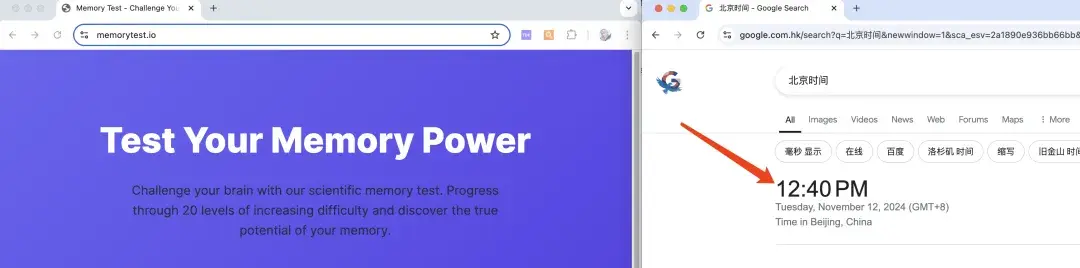 Memory Test - Challenge You
memorytest.io
Test Your Memory Power
Challenge your brain with our scientific memory test. Progress
through 20 levels of increasing difficulty and discover the true
potential of your memory.
北京时间 - Google Search
google.com.hk/search?q=北京时间&newwindow=1&sca_esv=2a1890e936bb66bb&
北京时间
All Images Videos News Web Forums Maps More
毫秒 显示 在线 百度 洛杉矶 时间 缩写 旧金山 时间
12:40 PM
Tuesday, November 12, 2024 (GMT+8)
Time in Beijing, China